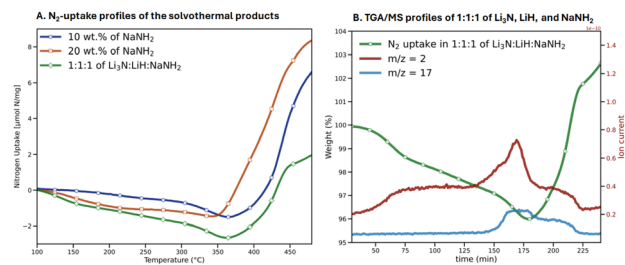 A. N₂-uptake profiles of the solvothermal products
10 wt.% of NaNH₂
20 wt.% of NaNH₂
1:1:1 of Li₃N:LiH:NaNH₂
Nitrogen Uptake [μmol N/mg]
8
6
4
2
0
−2
100 150 200 250 300 350 400 450
Temperature (°C)
B. TGA/MS profiles of 1:1:1 of Li₃N, LiH, and NaNH₂
1e−10
N₂ uptake in 1:1:1 of Li₃N:LiH:NaNH₂
m/z = 2
m/z = 17
Weight (%)
104
103
102
101
100
99
98
97
96
95
50 75 100 125 150 175 200 225
time (min)
1.4
1.2
1.0
0.8
0.6
0.4
0.2
Ion current